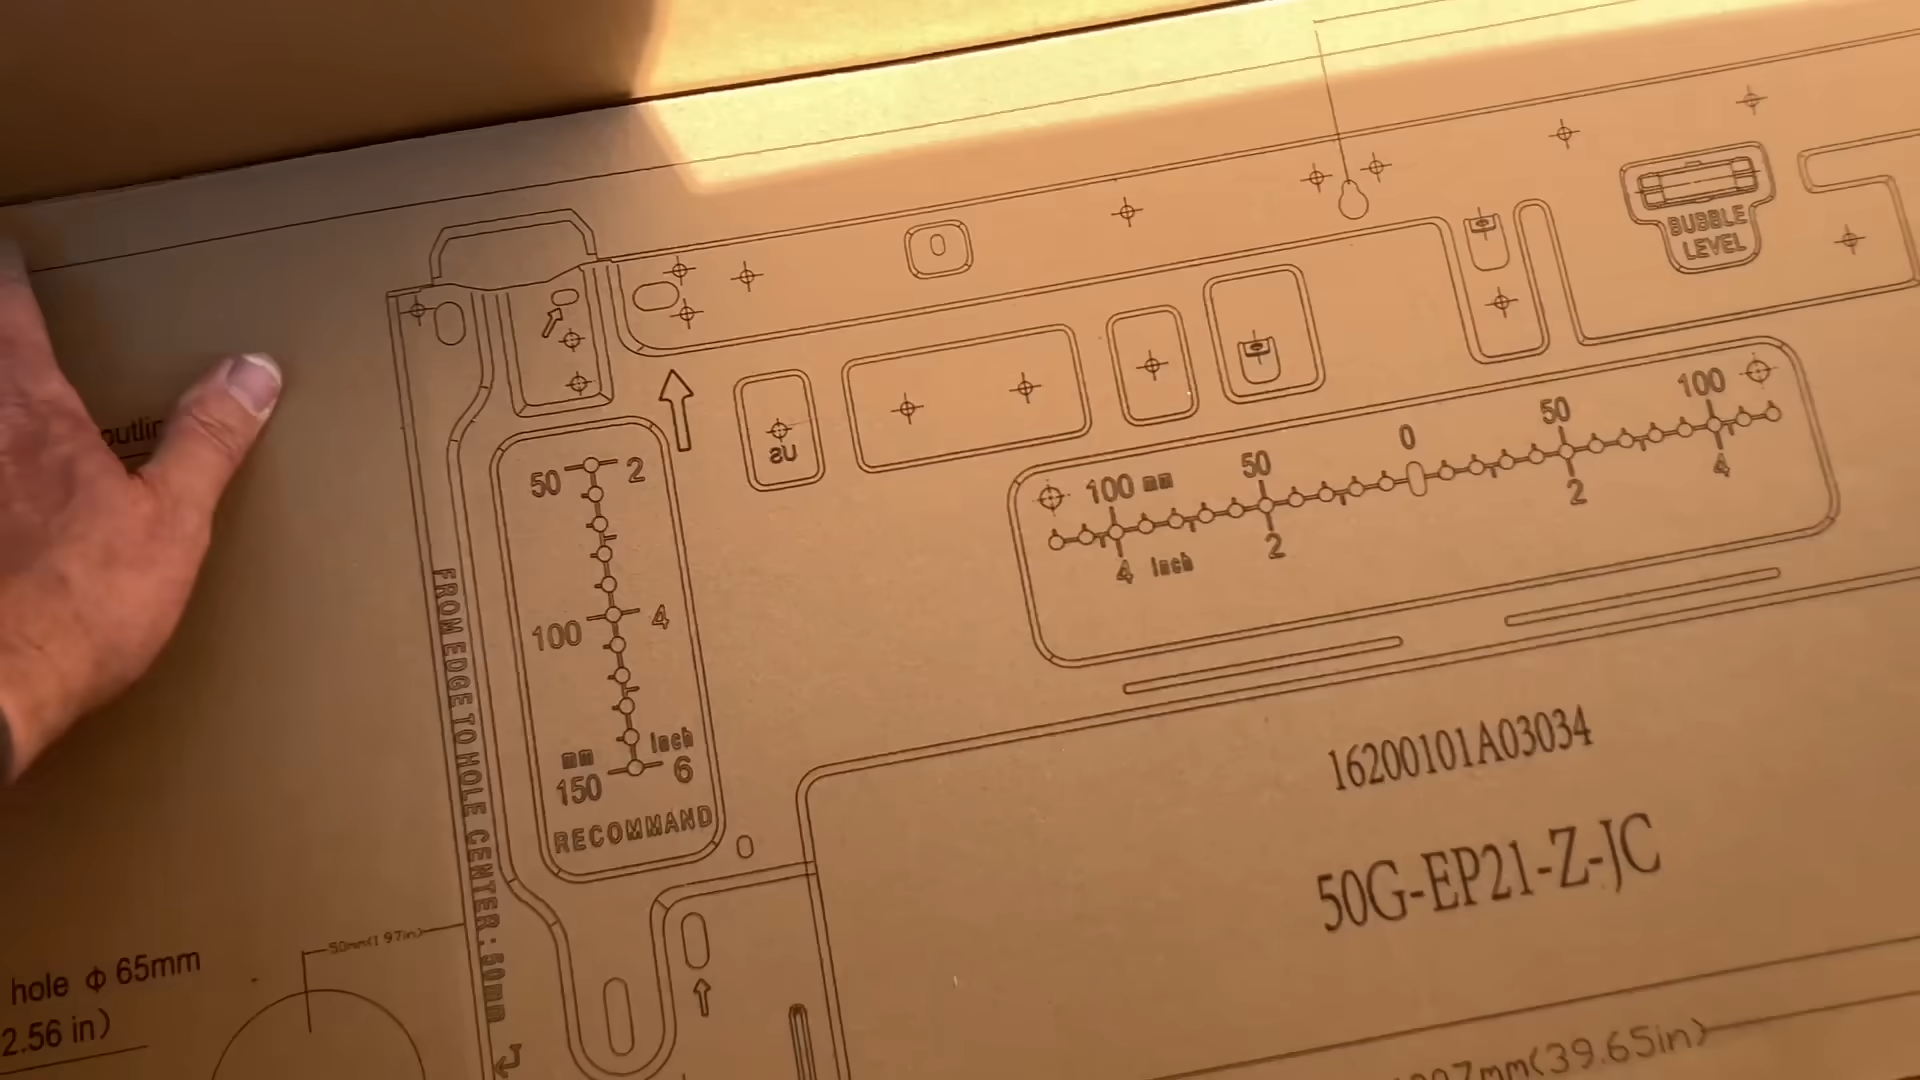 BUBBLE
LEVEL
50 2
100 mm 50 0 50 100
4 Inch 2 2 4
100 4
mm Inch
150 6
RECOMMAND
FROM EDGE TO HOLE CENTER:50mm
16200101A03034
50G-EP21-Z-JC
50mm(1.97in)
hole Φ 65mm
2.56 in)
mm(39.65in)